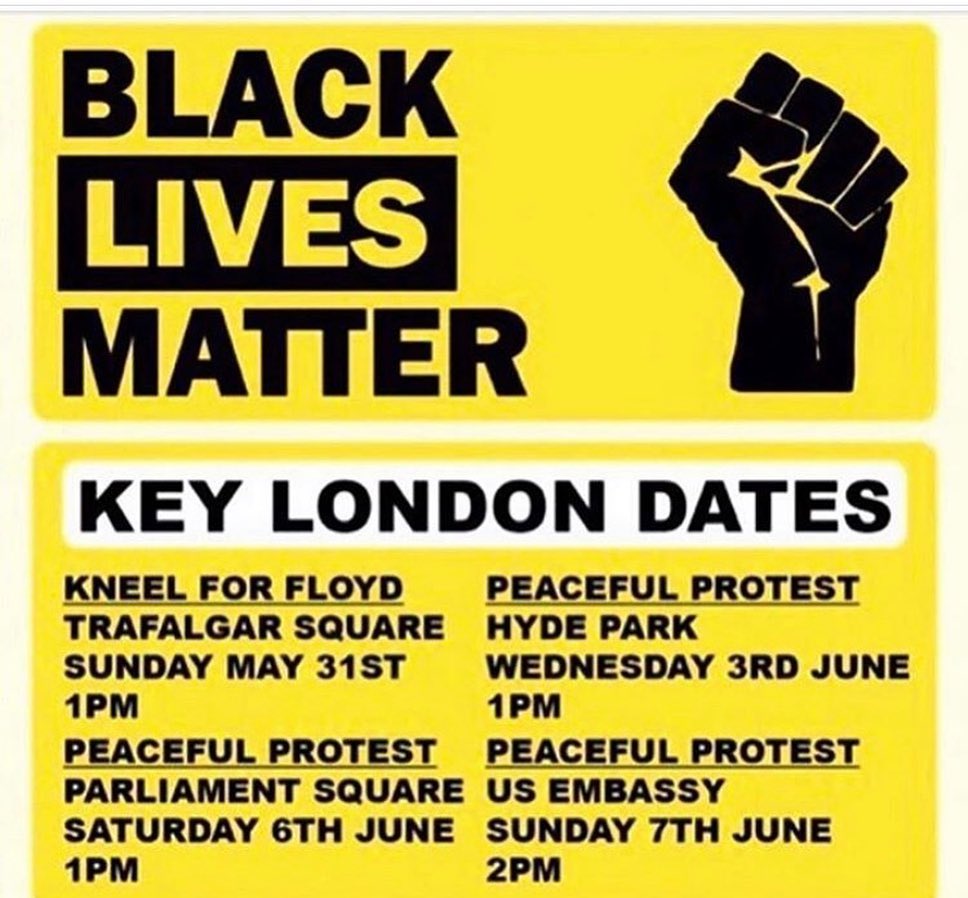 BLACK
LIVES
MATTER
KEY LONDON DATES
KNEEL FOR FLOYD
TRAFALGAR SQUARE
SUNDAY MAY 31ST
1PM
PEACEFUL PROTEST
HYDE PARK
WEDNESDAY 3RD JUNE
1PM
PEACEFUL PROTEST
PARLIAMENT SQUARE
SATURDAY 6TH JUNE
1PM
PEACEFUL PROTEST
US EMBASSY
SUNDAY 7TH JUNE
2PM